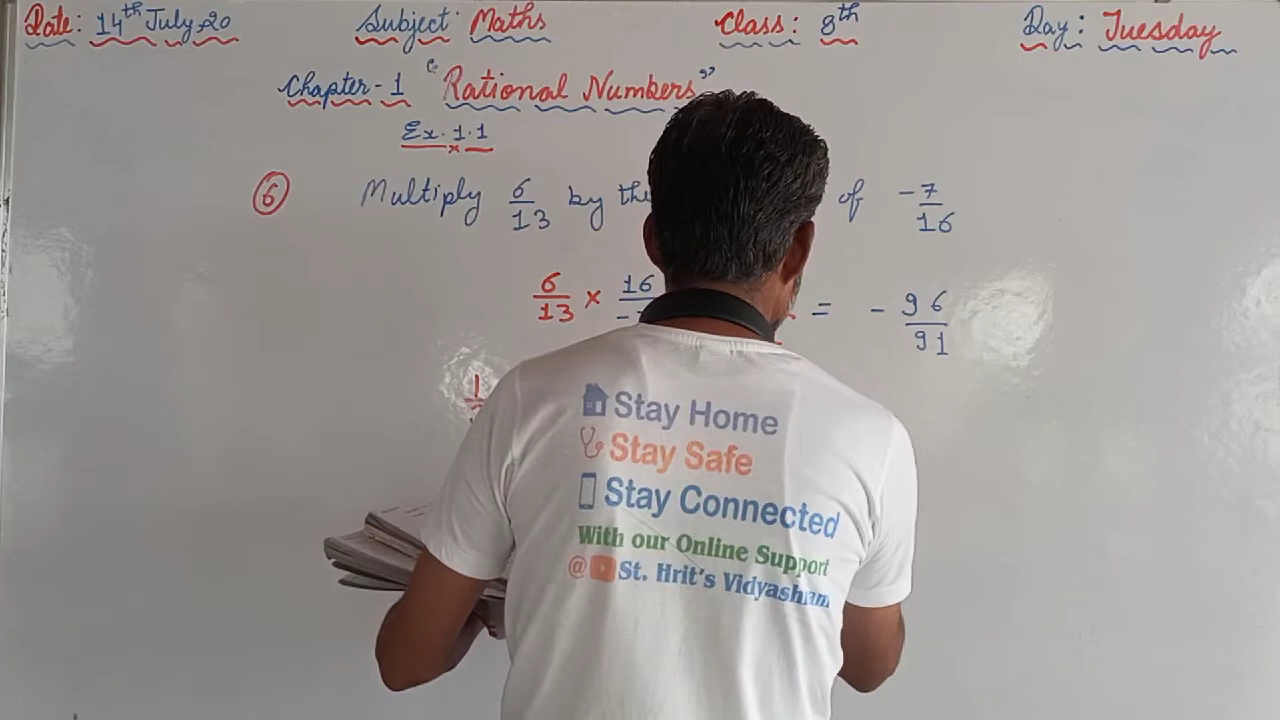 Date: 14th July, 20 Subject: Maths Class: 8th Day: Tuesday
Chapter-1 "Rational Numbers"
Ex. 1.1
6 Multiply 6/13 by the of -7/16
6/13 × 16/- = - 96/91
Stay Home
Stay Safe
Stay Connected
With our Online Support
@ St. Hrit's Vidyashram